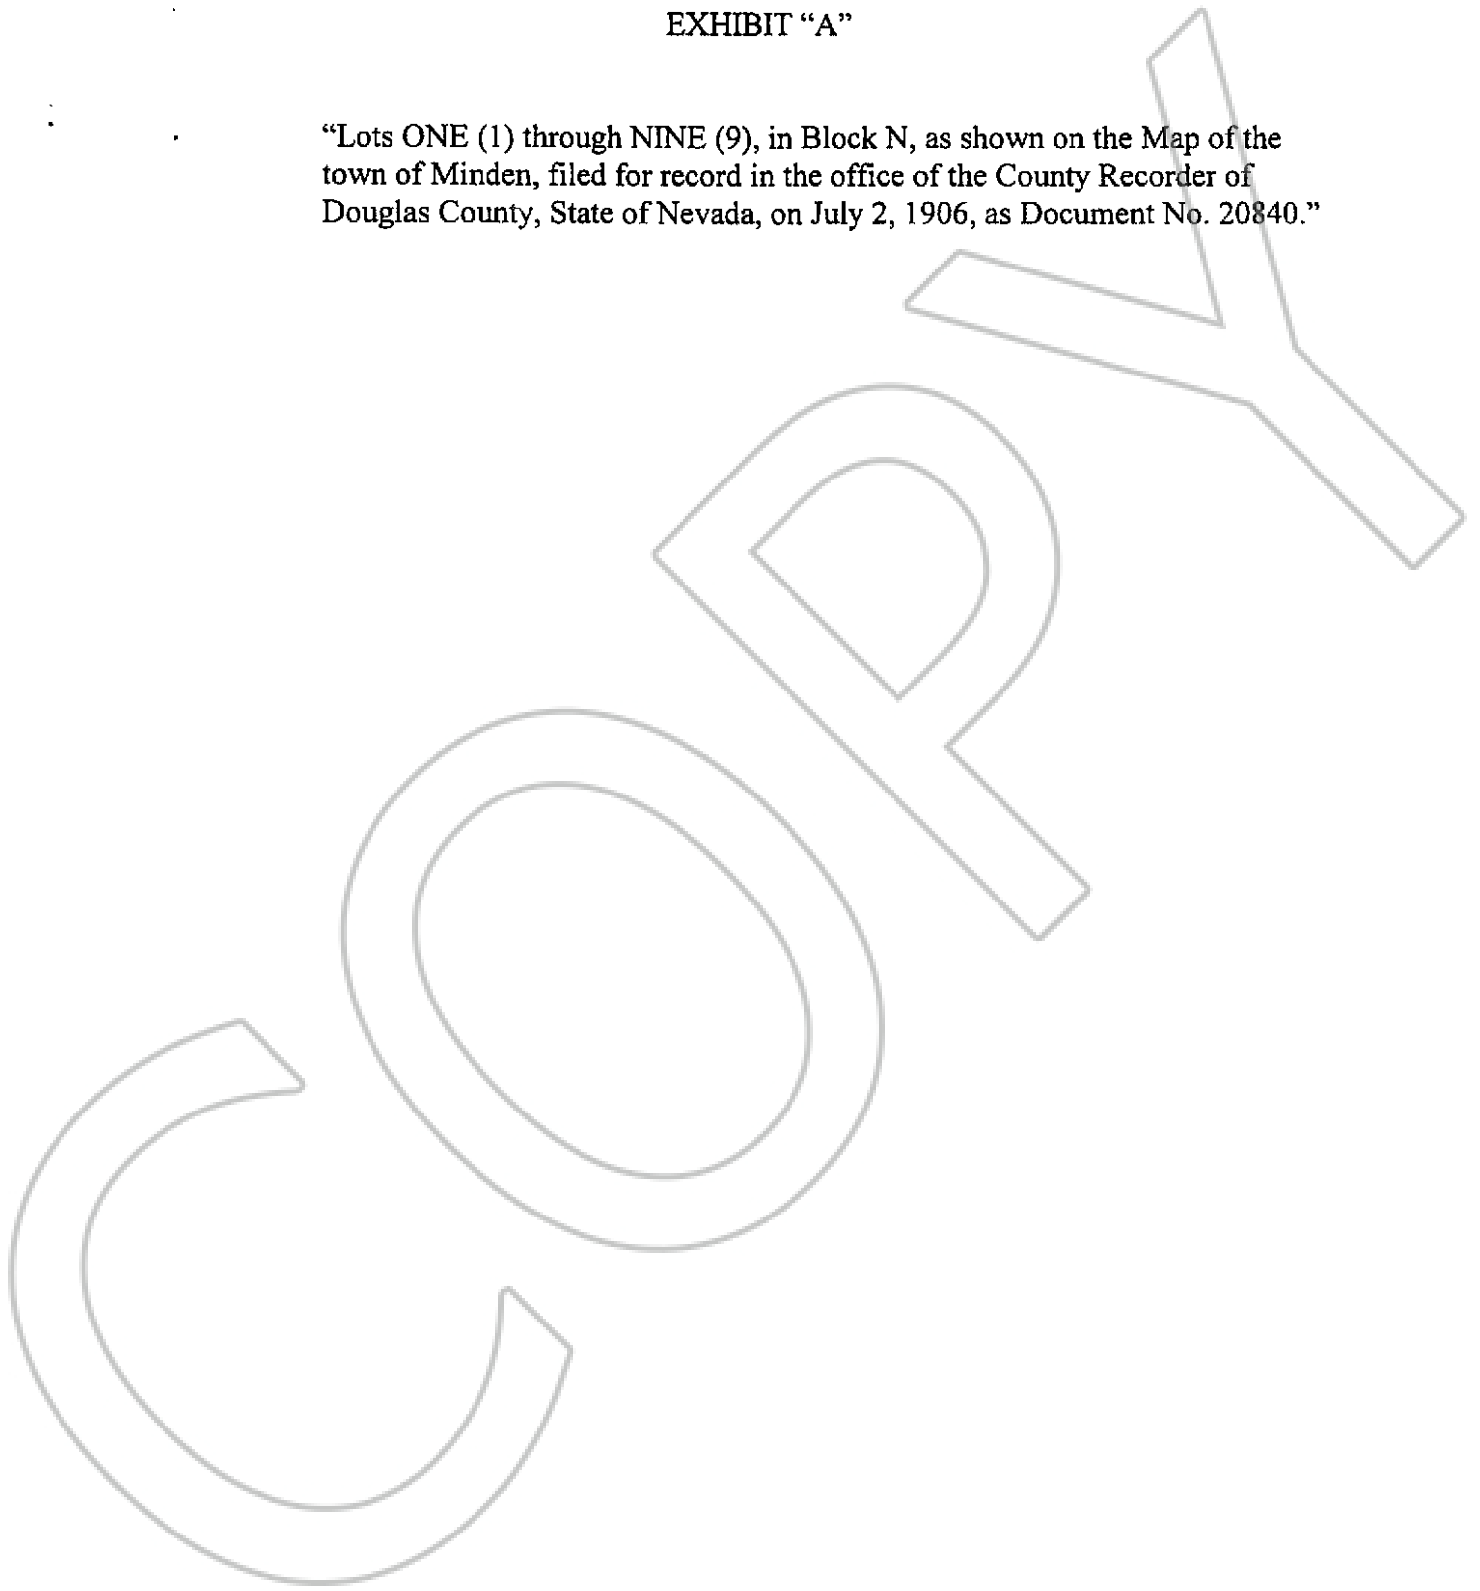 EXHIBIT “A”
“Lots ONE (1) through NINE (9), in Block N, as shown on the Map of the
town of Minden, filed for record in the office of the County Recorder of
Douglas County, State of Nevada, on July 2, 1906, as Document No. 20840.”
COPY